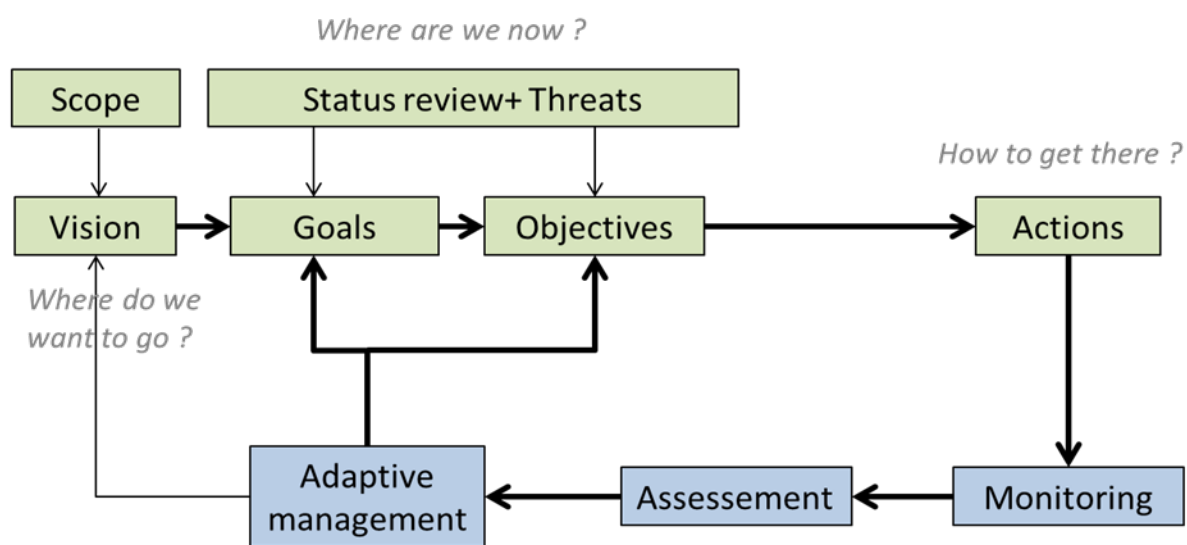 Where are we now ?
Scope
Status review+ Threats
How to get there ?
Vision
Goals
Objectives
Actions
Where do we
want to go ?
Adaptive
management
Assessement
Monitoring